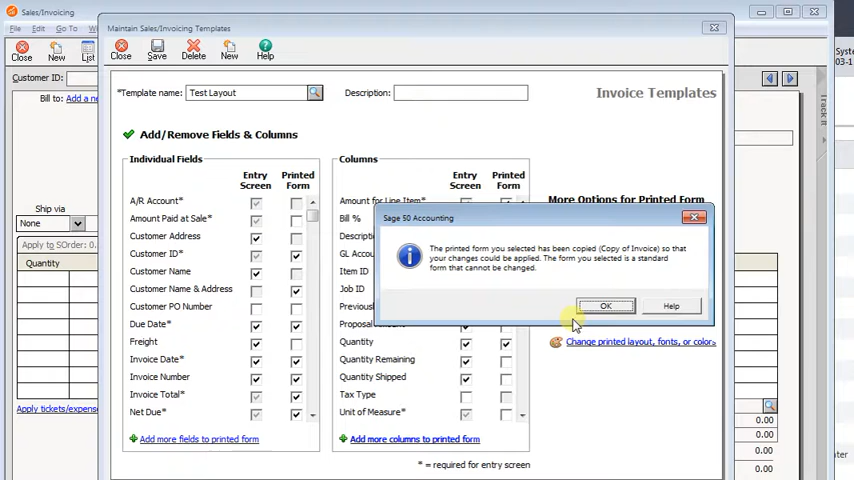 Sales/Invoicing
File Edit Go To
Close New List
Customer ID:
Bill to: Add a ne
Ship via
None
Apply to SOrder: 0.
Quantity
Apply tickets/expense
Maintain Sales/Invoicing Templates
Close Save Delete New Help
*Template name: Test Layout Description:
Invoice Templates
Add/Remove Fields & Columns
Individual Fields
Entry Screen Printed Form
A/R Account*
Amount Paid at Sale*
Customer Address
Customer ID*
Customer Name
Customer Name & Address
Customer PO Number
Due Date*
Freight
Invoice Date*
Invoice Number
Invoice Total*
Net Due*
Add more fields to printed form
Columns
Entry Screen Printed Form
Amount for Line Item*
Bill %
Descripti
GL Accou
Item ID
Job ID
Previous
Proposal
Quantity
Quantity Remaining
Quantity Shipped
Tax Type
Unit of Measure*
Add more columns to printed form
* = required for entry screen
More Options for Printed Form
Change printed layout, fonts, or color>
Sage 50 Accounting
The printed form you selected has been copied (Copy of Invoice) so that
your changes could be applied. The form you selected is a standard
form that cannot be changed.
OK Help
Track It
Syste
03-1
0.00
0.00
0.00
0.00